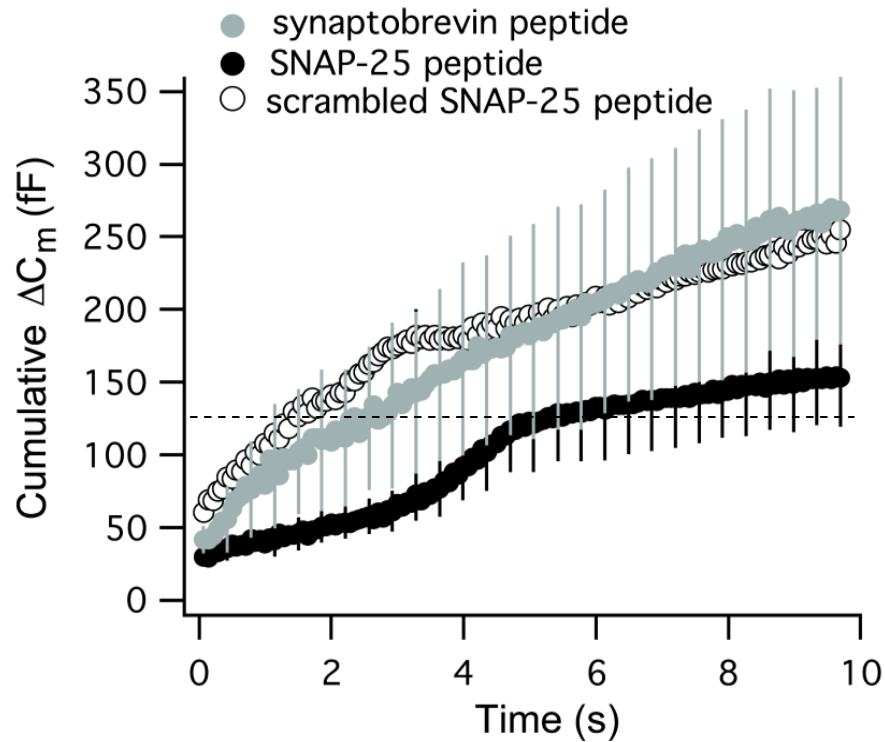 synaptobrevin peptide
SNAP-25 peptide
scrambled SNAP-25 peptide
Cumulative ΔCm (fF)
350
300
250
200
150
100
50
0
0 2 4 6 8 10
Time (s)